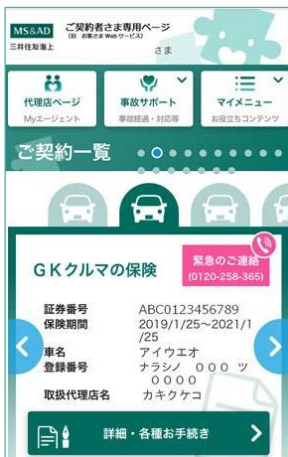 MS&AD
三井住友海上
ご契約者さま専用ページ
(旧 お客さま Webサービス)
さま
代理店ページ
Myエージェント
事故サポート
事故経過・対応等
マイメニュー
お役立ちコンテンツ
ご契約一覧
GKクルマの保険
緊急のご連絡
(0120-258-365)
証券番号 ABC0123456789
保険期間 2019/1/25~2021/1
/25
車名 アイウエオ
登録番号 ナラシノ 000 ツ
0000
取扱代理店名 カキクケコ
詳細・各種お手続き